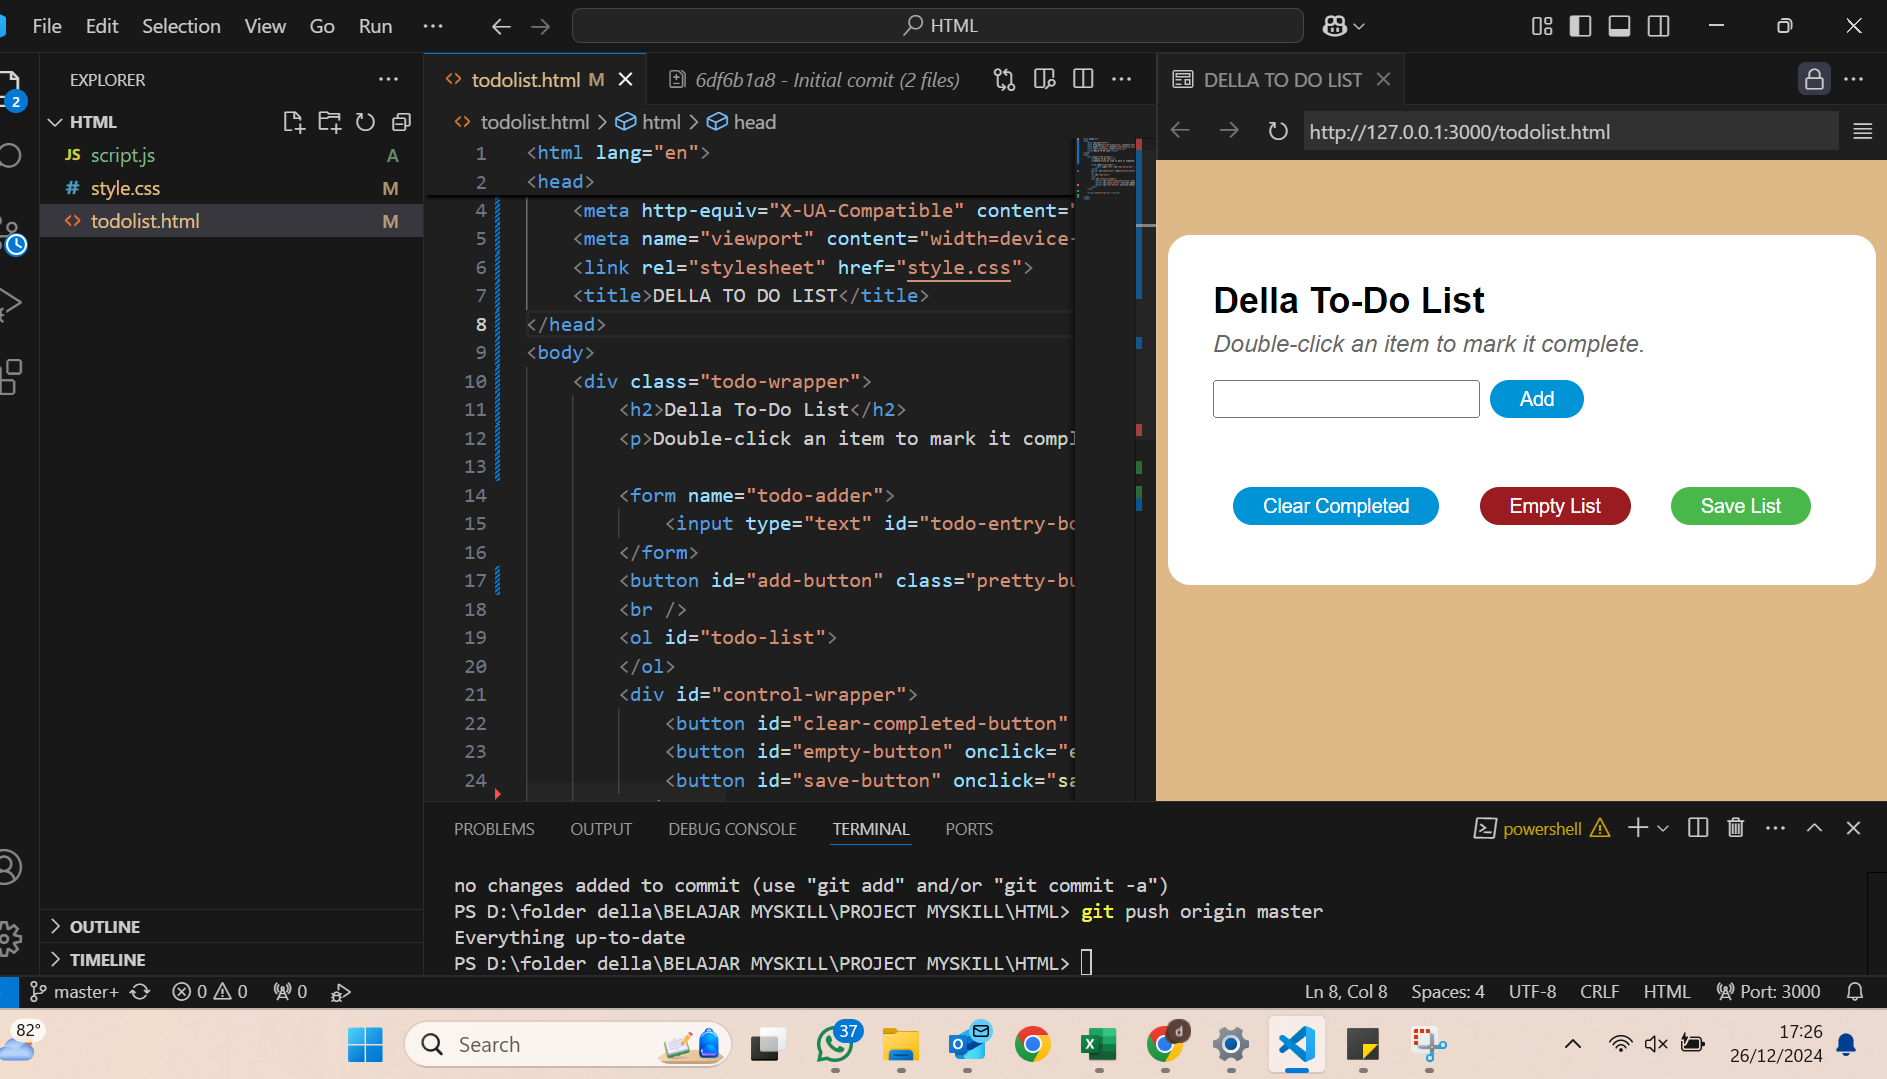 File Edit Selection View Go Run ··· HTML
EXPLORER ···
HTML
JS script.js A
# style.css M
<> todolist.html M
OUTLINE
TIMELINE
2
<> todolist.html M
6df6b1a8 - Initial comit (2 files) ···
<> todolist.html > html > head
1 <html lang="en">
2 <head>
4 <meta http-equiv="X-UA-Compatible" content="
5 <meta name="viewport" content="width=device-
6 <link rel="stylesheet" href="style.css">
7 <title>DELLA TO DO LIST</title>
8 </head>
9 <body>
10 <div class="todo-wrapper">
11 <h2>Della To-Do List</h2>
12 <p>Double-click an item to mark it compl
13
14 <form name="todo-adder">
15 <input type="text" id="todo-entry-bo
16 </form>
17 <button id="add-button" class="pretty-bu
18 <br />
19 <ol id="todo-list">
20 </ol>
21 <div id="control-wrapper">
22 <button id="clear-completed-button"
23 <button id="empty-button" onclick="e
24 <button id="save-button" onclick="sa
DELLA TO DO LIST ···
http://127.0.0.1:3000/todolist.html
Della To-Do List
Double-click an item to mark it complete.
Add
Clear Completed Empty List Save List
PROBLEMS OUTPUT DEBUG CONSOLE TERMINAL PORTS
powershell ···
no changes added to commit (use "git add" and/or "git commit -a")
PS D:\folder della\BELAJAR MYSKILL\PROJECT MYSKILL\HTML> git push origin master
Everything up-to-date
PS D:\folder della\BELAJAR MYSKILL\PROJECT MYSKILL\HTML>
master+ 0 0 0
Ln 8, Col 8 Spaces: 4 UTF-8 CRLF HTML Port: 3000
82°
Search
37
d
17:26
26/12/2024